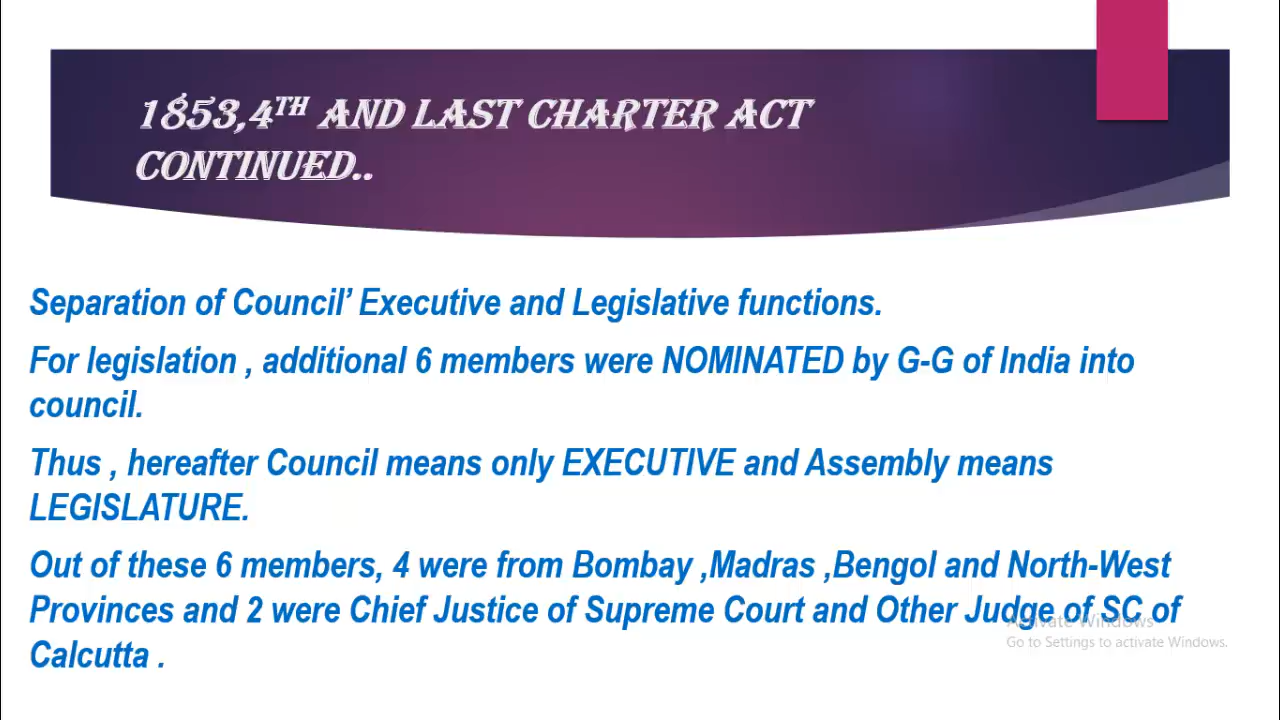 1853,4TH AND LAST CHARTER ACT
CONTINUED..
Separation of Council’ Executive and Legislative functions.
For legislation , additional 6 members were NOMINATED by G-G of India into
council.
Thus , hereafter Council means only EXECUTIVE and Assembly means
LEGISLATURE.
Out of these 6 members, 4 were from Bombay ,Madras ,Bengol and North-West
Provinces and 2 were Chief Justice of Supreme Court and Other Judge of SC of
Calcutta .
Activate Windows
Go to Settings to activate Windows.